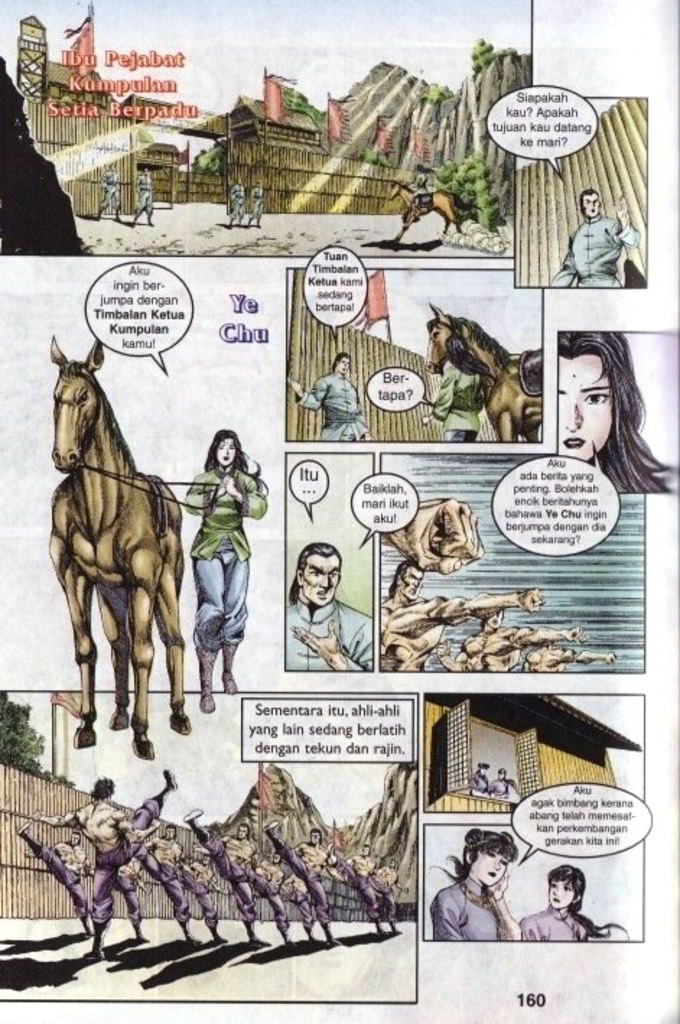 Ibu Pejabat
Kumpulan
Setia Berpadu
Siapakah
kau? Apakah
tujuan kau datang
ke mari?
Aku
ingin ber-
jumpa dengan
Timbalan Ketua
Kumpulan
kamu!
Ye
Chu
Tuan
Timbalan
Ketua kami
sedang
bertapa!
Ber-
tapa?
Aku
ada berita yang
penting. Bolehkah
encik beritahunya
bahawa Ye Chu ingin
berjumpa dengan dia
sekarang?
Itu
...
Baiklah,
mari ikut
aku!
Sementara itu, ahli-ahli
yang lain sedang berlatih
dengan tekun dan rajin.
Aku
agak bimbang kerana
abang telah memesat-
kan perkembangan
gerakan kita ini!
160